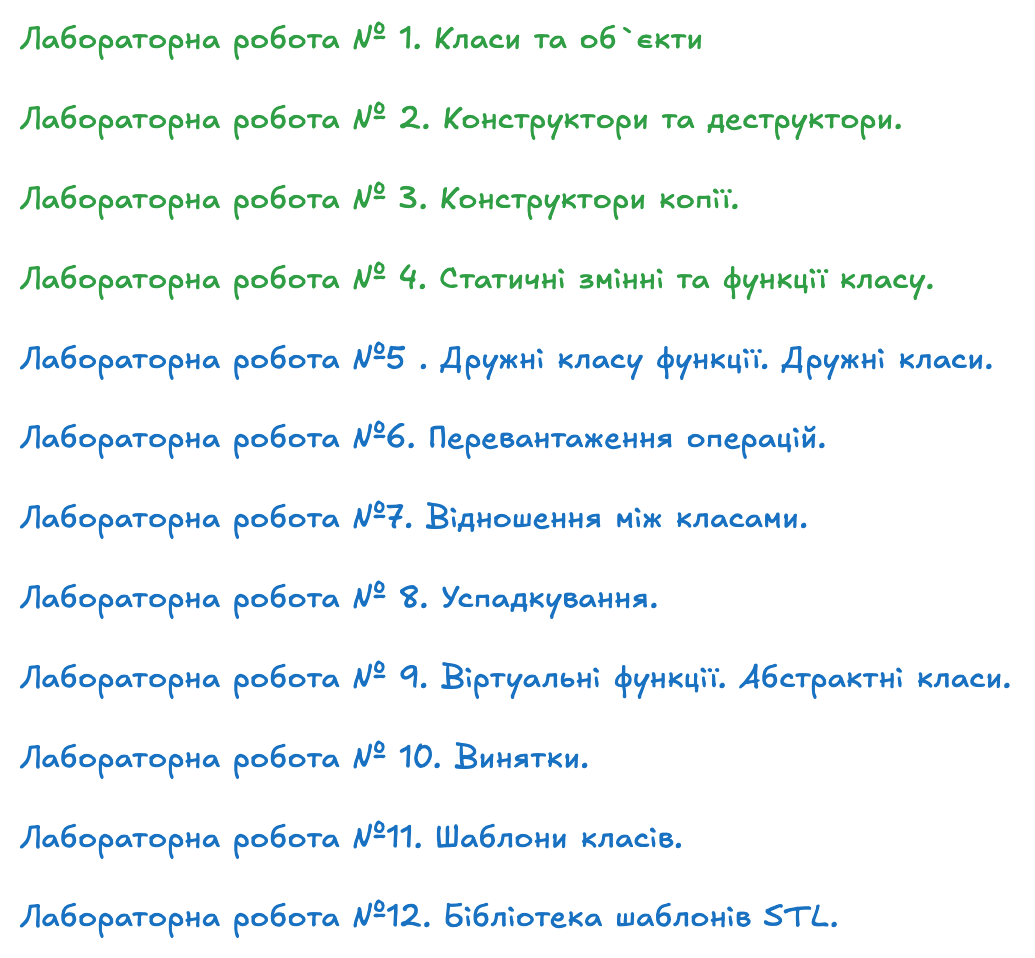 Лабораторна робота № 1. Класи та об`єкти
Лабораторна робота № 2. Конструктори та деструктори.
Лабораторна робота № 3. Конструктори копії.
Лабораторна робота № 4. Статичні змінні та функції класу.
Лабораторна робота №5 . Дружні класу функції. Дружні класи.
Лабораторна робота №6. Перевантаження операцій.
Лабораторна робота №7. Відношення між класами.
Лабораторна робота № 8. Успадкування.
Лабораторна робота № 9. Віртуальні функції. Абстрактні класи.
Лабораторна робота № 10. Винятки.
Лабораторна робота №11. Шаблони класів.
Лабораторна робота №12. Бібліотека шаблонів STL.